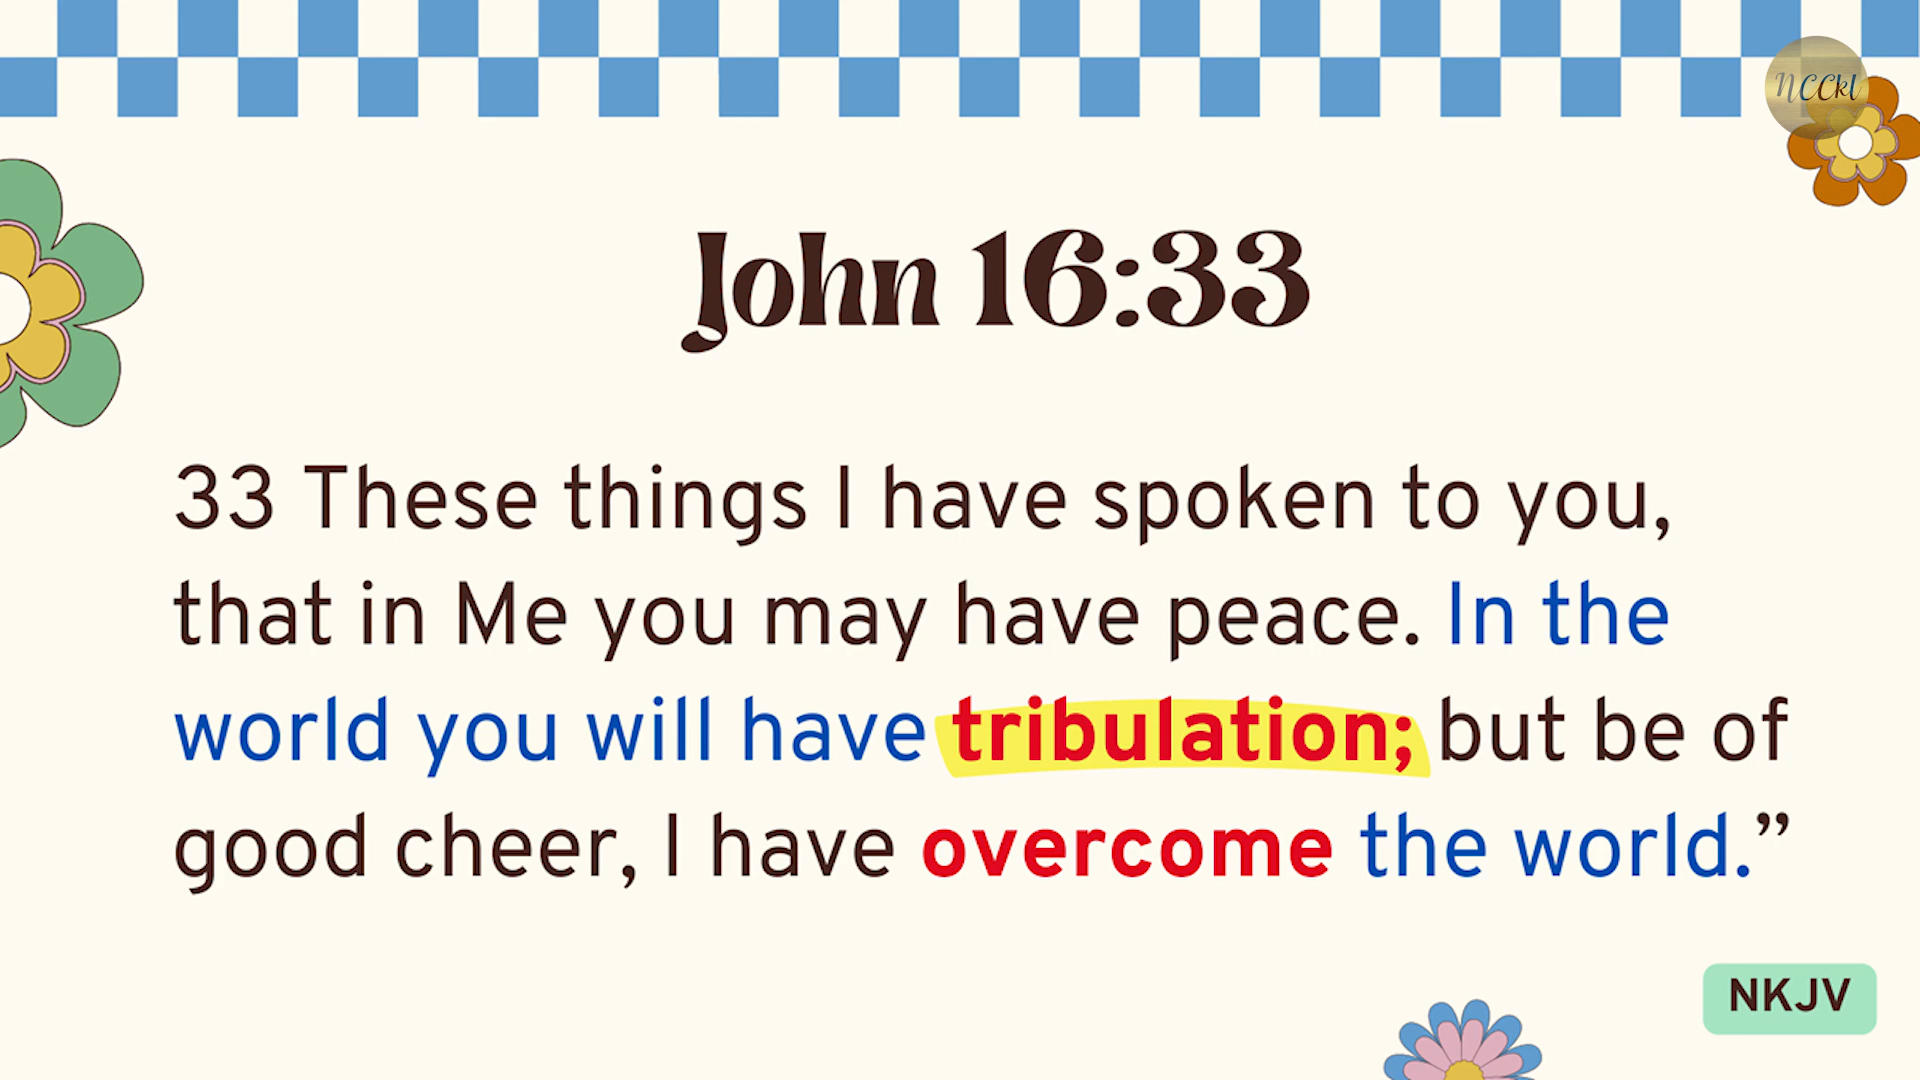 NCCkl
John 16:33
33 These things I have spoken to you,
that in Me you may have peace. In the
world you will have tribulation; but be of
good cheer, I have overcome the world.”
NKJV